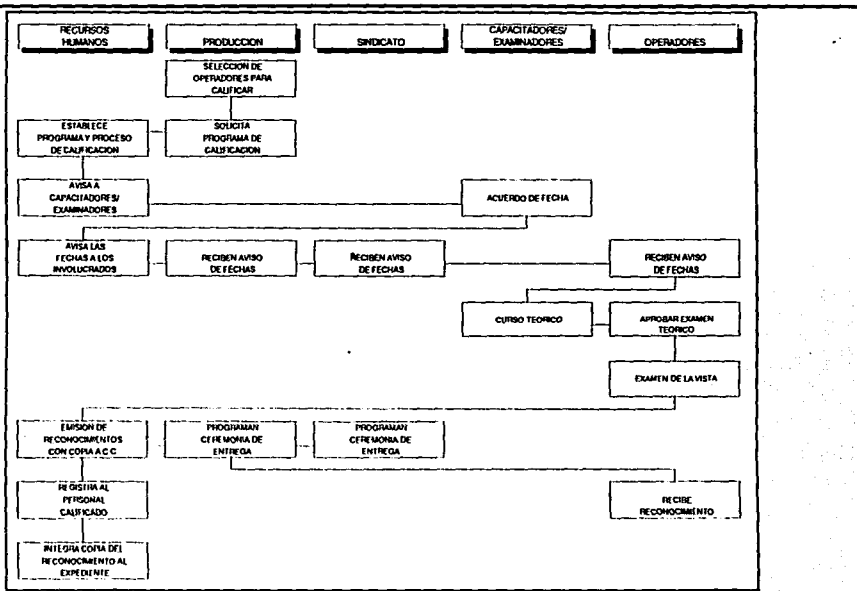 RECURSOS
HUMANOS
PRODUCCION
SINDICATO
CAPACITADORES/
EXAMINADORES
OPERADORES
SELECCION DE
OPERADORES PARA
CALIFICAR
ESTABLECE
PROGRAMA Y PROCESO
DE CALIFICACION
SOLICITA
PROGRAMA DE
CALIFICACION
AVISA A
CAPACITADORES/
EXAMINADORES
ACUERDO DE FECHA
AVISA LAS
FECHAS A LOS
INVOLUCRADOS
RECIBEN AVISO
DE FECHAS
RECIBEN AVISO
DE FECHAS
RECIBEN AVISO
DE FECHAS
CURSO TEORICO
APROBAR EXAMEN
TEORICO
EXAMEN DE LA VISTA
EMISION DE
RECONOCIMIENTOS
CON COPIA A C C
PROGRAMAN
CEREMONIA DE
ENTREGA
PROGRAMAN
CEREMONIA DE
ENTREGA
REGISTRA AL
PERSONAL
CALIFICADO
RECIBE
RECONOCIMIENTO
INTEGRA COPIA DEL
RECONOCIMIENTO AL
EXPEDIENTE